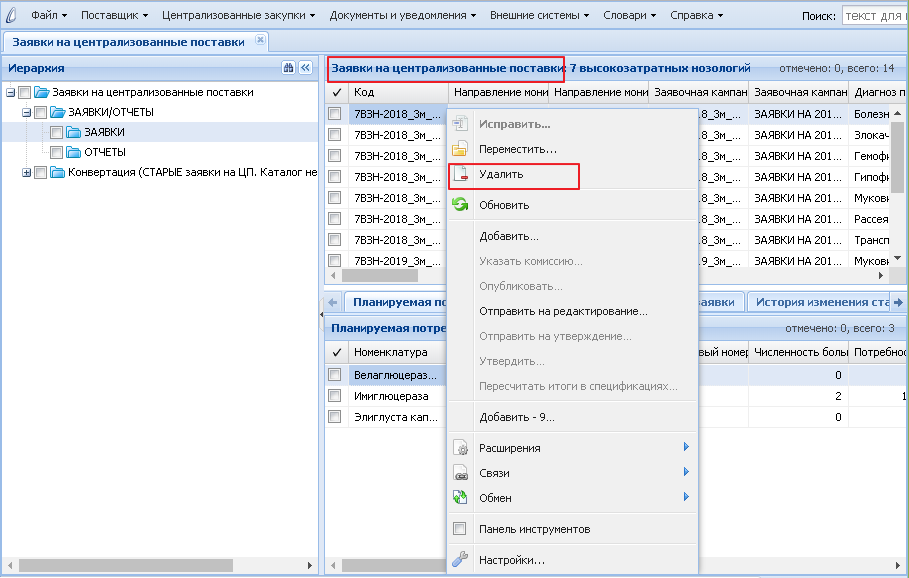 Файл Поставщик Централизованные закупки Документы и уведомления Внешние системы Словари Справка Поиск: текст для п
Заявки на централизованные поставки
Иерархия
Заявки на централизованные поставки
ЗАЯВКИ/ОТЧЕТЫ
ЗАЯВКИ
ОТЧЕТЫ
Конвертация (СТАРЫЕ заявки на ЦП. Каталог не
Заявки на централизованные поставки: 7 высокозатратных нозологий отмечено: 0, всего: 14
Код Направление мони Направление мони Заявочная кампан Заявочная кампан Диагноз п
7ВЗН-2018_3м_... 8_3м_... ЗАЯВКИ НА 201... Болезн
7ВЗН-2018_3м_... 8_3м_... ЗАЯВКИ НА 201... Злокач
7ВЗН-2018_3м_... 8_3м_... ЗАЯВКИ НА 201... Гемофи
7ВЗН-2018_3м_... 8_3м_... ЗАЯВКИ НА 201... Гипофи
7ВЗН-2018_3м_... 8_3м_... ЗАЯВКИ НА 201... Муков
7ВЗН-2018_3м_... 8_3м_... ЗАЯВКИ НА 201... Рассея
7ВЗН-2018_3м_... 8_3м_... ЗАЯВКИ НА 201... Трансп
7ВЗН-2019_3м_... 9_3м_... ЗАЯВКИ НА 201... Муков
Исправить...
Переместить...
Удалить
Обновить
Добавить...
Указать комиссию...
Опубликовать...
Отправить на редактирование...
Отправить на утверждение...
Утвердить...
Пересчитать итоги в спецификациях...
Добавить - 9...
Расширения
Связи
Обмен
Панель инструментов
Настройки...
Планируемая по заявки История изменения ста
Планируемая потре отмечено: 0, всего: 3
Номенклатура вый номер Численность боль Потребнос
Велаглюцераз... 0
Имиглюцераза 2 1
Элиглуста кап... 0